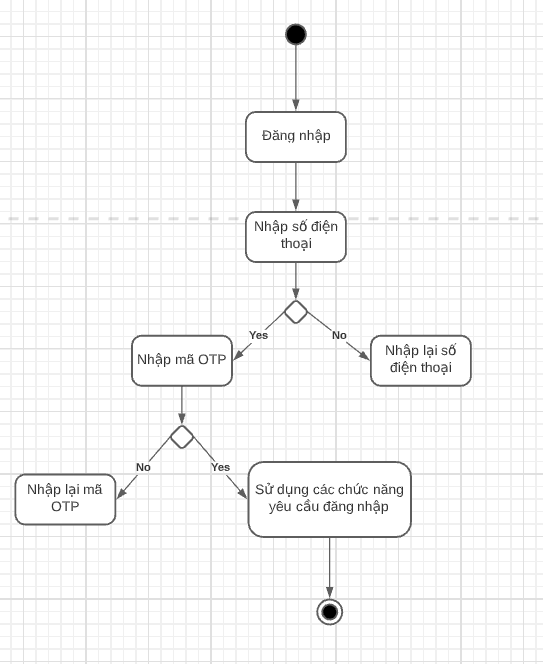 Đăng nhập
Nhập số điện
thoại
Yes
No
Nhập mã OTP
Nhập lại số
điện thoại
No
Yes
Nhập lại mã
OTP
Sử dụng các chức năng
yêu cầu đăng nhập